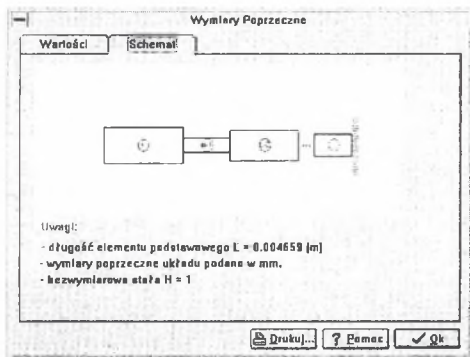 Wymiary Poprzeczne
Wartości
Schemat
Uwagi:
- długość elementu podstawowego L = 0.004659 [m]
- wymiary poprzeczne układu podano w mm.
- bezwymiarowa stała H = 1
Drukuj...
? Pomoc
Ok